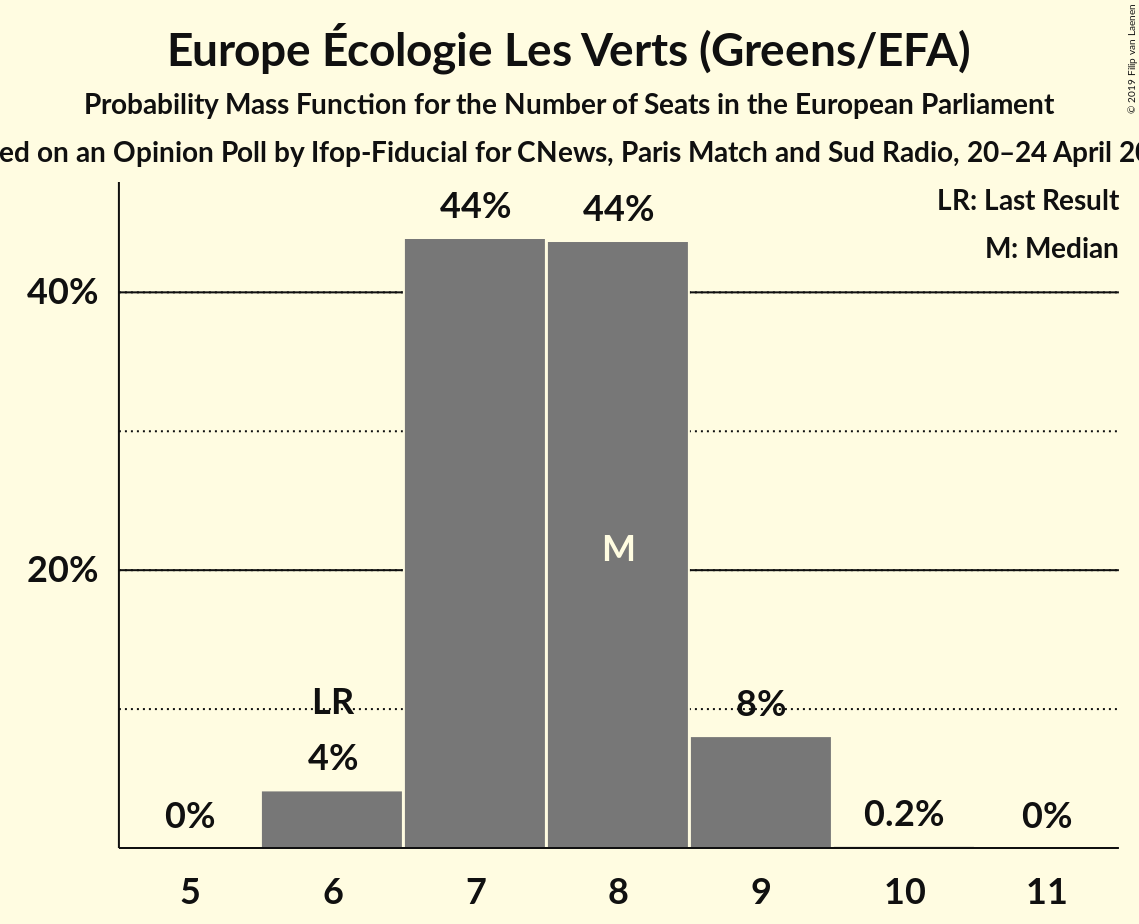 Europe Écologie Les Verts (Greens/EFA)
Probability Mass Function for the Number of Seats in the European Parliament
ed on an Opinion Poll by Ifop-Fiducial for CNews, Paris Match and Sud Radio, 20–24 April 20
© 2019 Filip van Laenen
LR: Last Result
M: Median
44%
44%
40%
20%
M
LR
4%
8%
0%
0.2%
0%
5
6
7
8
9
10
11